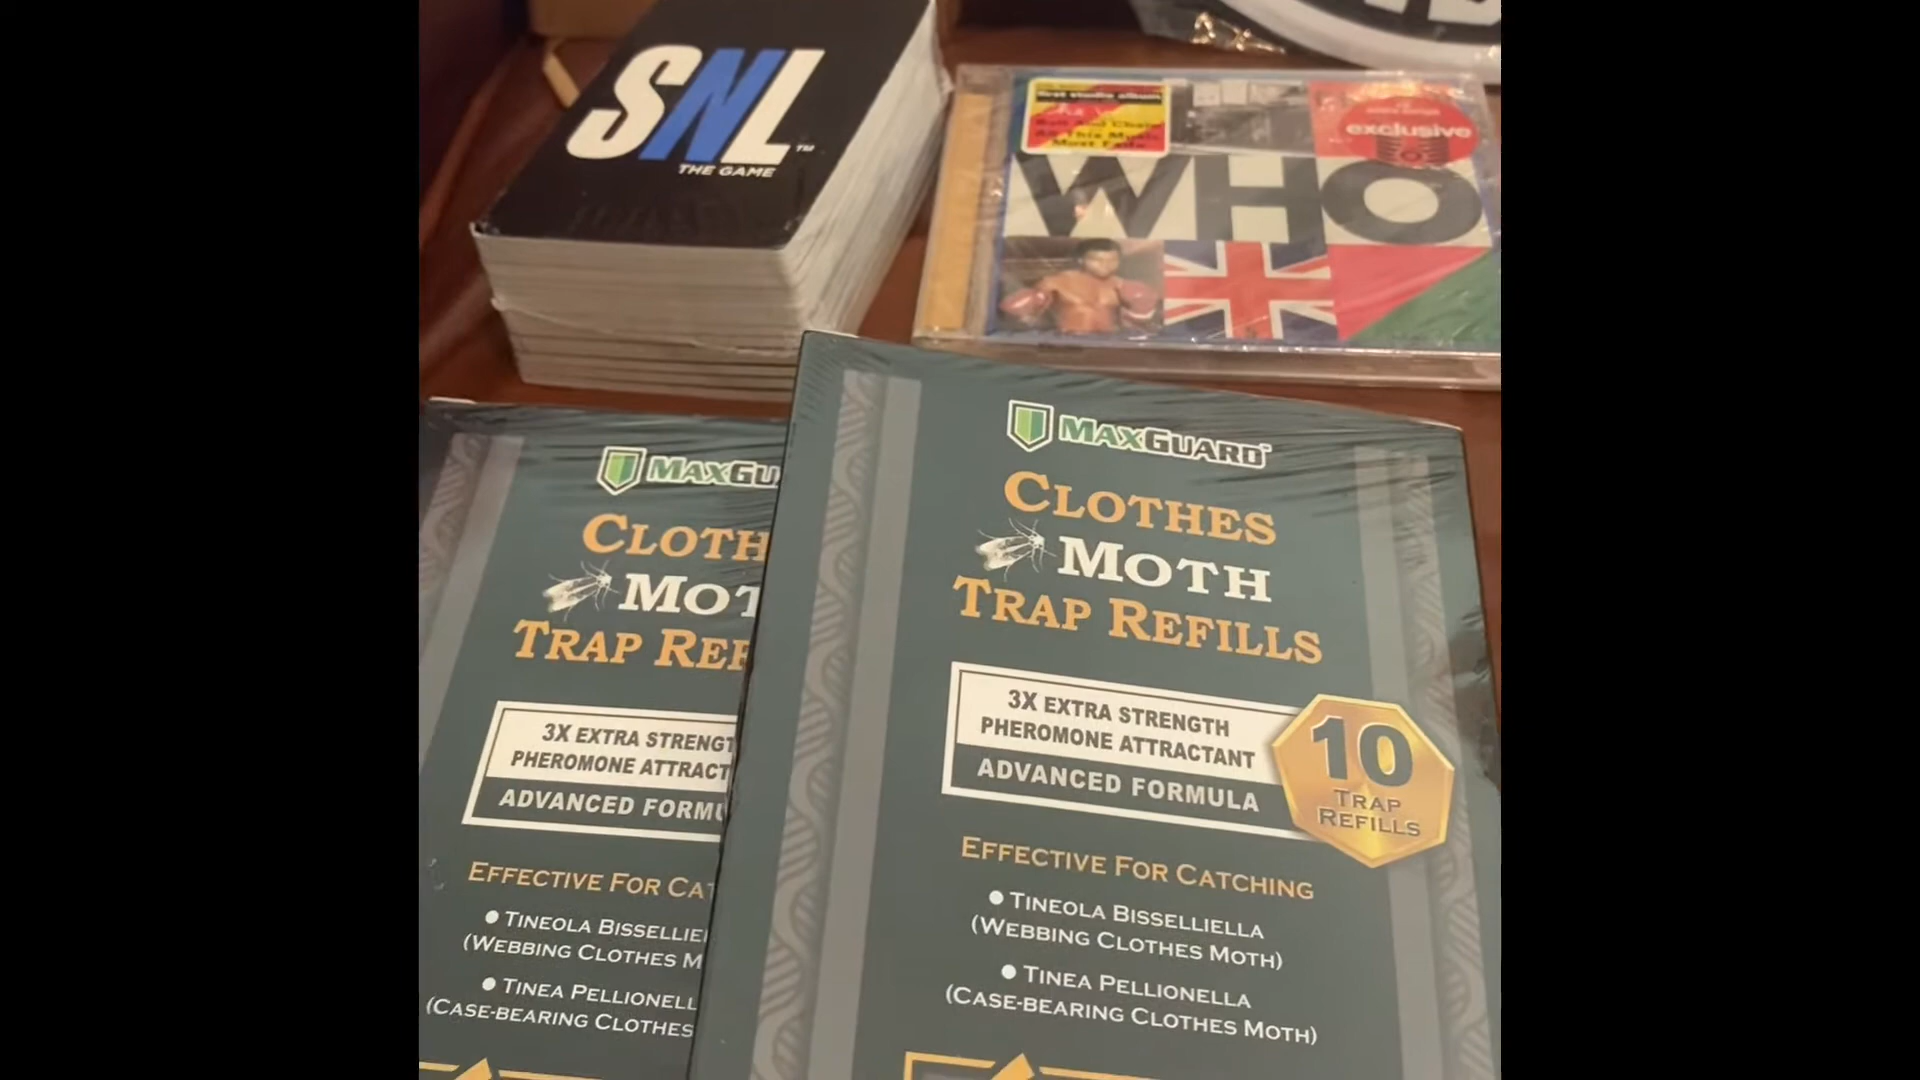 SNL
THE GAME
exclusive
WHO
MAXGUARD
CLOTHES
MOTH
TRAP REFILLS
3X EXTRA STRENGTH
PHEROMONE ATTRACTANT
ADVANCED FORMULA
10
TRAP
REFILLS
EFFECTIVE FOR CATCHING
TINEOLA BISSELLIELLA
(WEBBING CLOTHES MOTH)
TINEA PELLIONELLA
(CASE-BEARING CLOTHES MOTH)
MAXGU
CLOTH
MOT
TRAP REF
3X EXTRA STRENGT
PHEROMONE ATTRACT
ADVANCED FORMU
EFFECTIVE FOR CAT
TINEOLA BISSELLIE
(WEBBING CLOTHES M
TINEA PELLIONELL
(CASE-BEARING CLOTHES